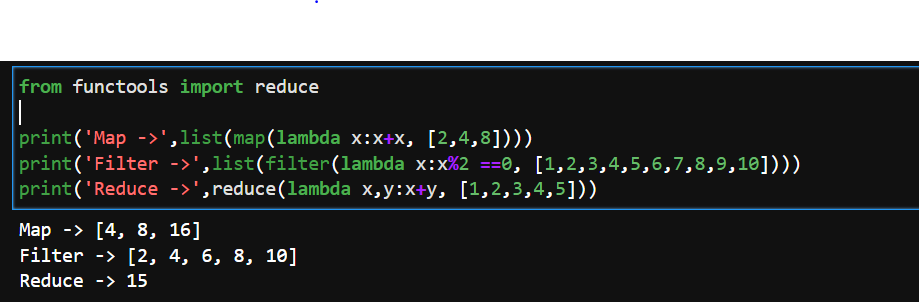 from functools import reduce
print('Map ->',list(map(lambda x:x+x, [2,4,8])))
print('Filter ->',list(filter(lambda x:x%2 ==0, [1,2,3,4,5,6,7,8,9,10])))
print('Reduce ->',reduce(lambda x,y:x+y, [1,2,3,4,5]))
Map -> [4, 8, 16]
Filter -> [2, 4, 6, 8, 10]
Reduce -> 15